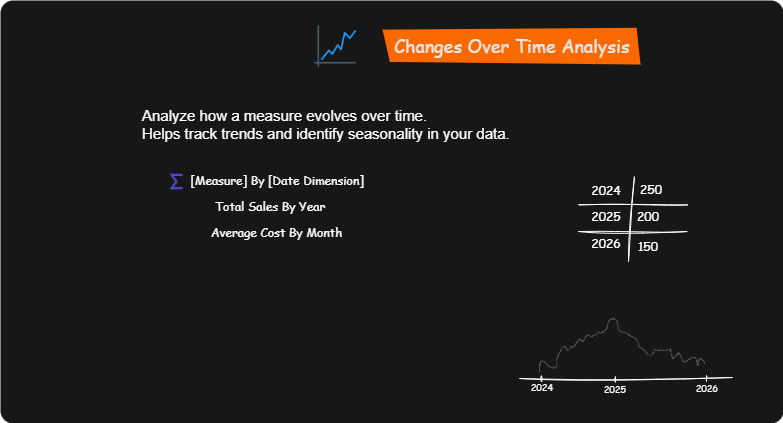 Changes Over Time Analysis
Analyze how a measure evolves over time.
Helps track trends and identify seasonality in your data.
Σ [Measure] By [Date Dimension]
Total Sales By Year
Average Cost By Month
2024 250
2025 200
2026 150
2024 2025 2026